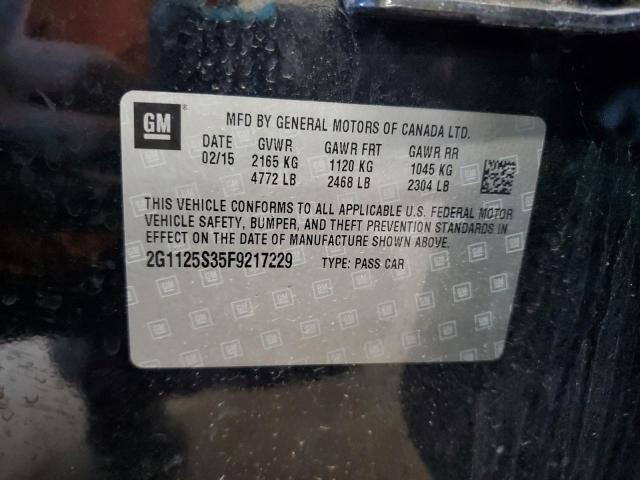 GM ®
MFD BY GENERAL MOTORS OF CANADA LTD.
DATE GVWR GAWR FRT GAWR RR
02/15 2165 KG 1120 KG 1045 KG
4772 LB 2468 LB 2304 LB
THIS VEHICLE CONFORMS TO ALL APPLICABLE U.S. FEDERAL MOTOR
VEHICLE SAFETY, BUMPER, AND THEFT PREVENTION STANDARDS IN
EFFECT ON THE DATE OF MANUFACTURE SHOWN ABOVE.
2G1125S35F9217229 TYPE: PASS CAR